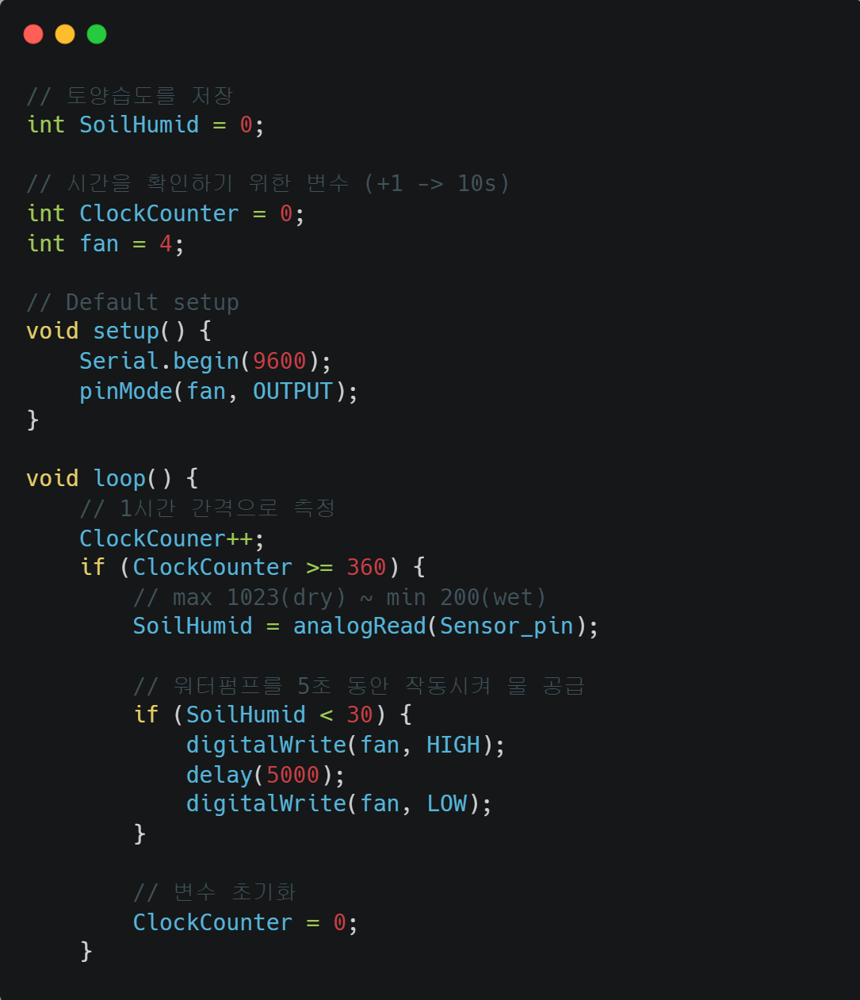 // 토양습도를 저장
int SoilHumid = 0;
// 시간을 확인하기 위한 변수 (+1 -> 10s)
int ClockCounter = 0;
int fan = 4;
// Default setup
void setup() {
    Serial.begin(9600);
    pinMode(fan, OUTPUT);
}
void loop() {
    // 1시간 간격으로 측정
    ClockCouner++;
    if (ClockCounter >= 360) {
        // max 1023(dry) ~ min 200(wet)
        SoilHumid = analogRead(Sensor_pin);
        // 워터펌프를 5초 동안 작동시켜 물 공급
        if (SoilHumid < 30) {
            digitalWrite(fan, HIGH);
            delay(5000);
            digitalWrite(fan, LOW);
        }
        // 변수 초기화
        ClockCounter = 0;
    }